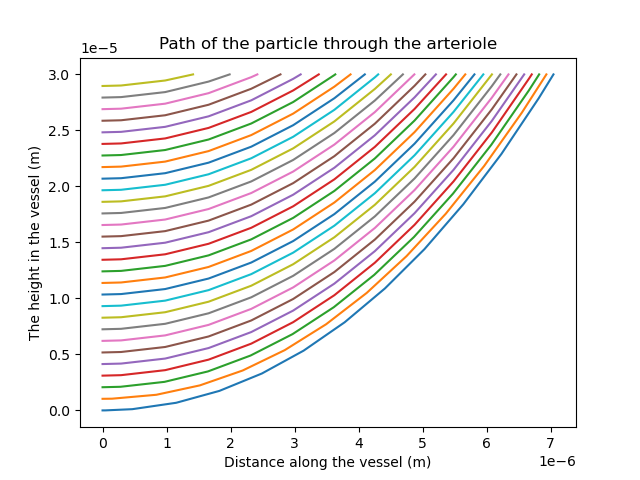 Path of the particle through the arteriole
1e−5
3.0
2.5
2.0
1.5
1.0
0.5
0.0
The height in the vessel (m)
0 1 2 3 4 5 6 7
Distance along the vessel (m)
1e−6